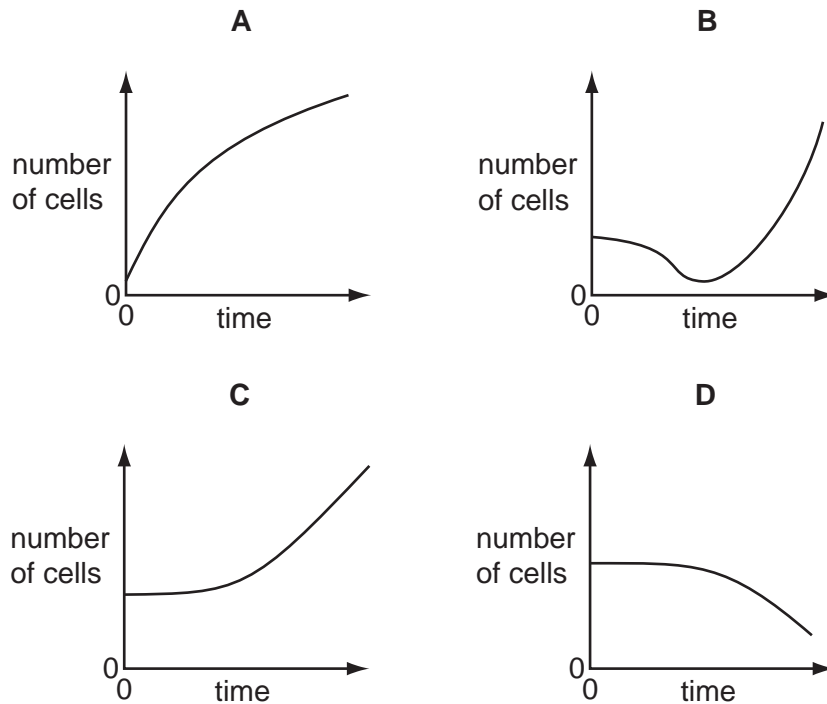 A
number
of cells
0
0
time
B
number
of cells
0
0
time
C
number
of cells
0
0
time
D
number
of cells
0
0
time